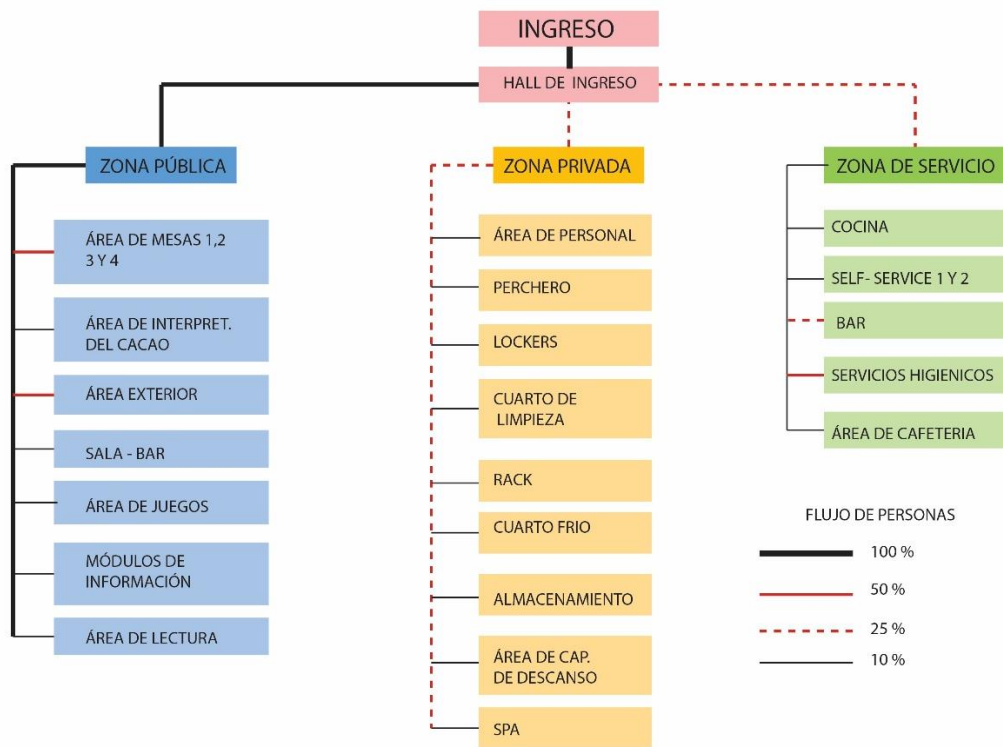 INGRESO
HALL DE INGRESO
ZONA PÚBLICA
ÁREA DE MESAS 1,2
3 Y 4
ÁREA DE INTERPRET.
DEL CACAO
ÁREA EXTERIOR
SALA - BAR
ÁREA DE JUEGOS
MÓDULOS DE
INFORMACIÓN
ÁREA DE LECTURA
ZONA PRIVADA
ÁREA DE PERSONAL
PERCHERO
LOCKERS
CUARTO DE
LIMPIEZA
RACK
CUARTO FRIO
ALMACENAMIENTO
ÁREA DE CAP.
DE DESCANSO
SPA
ZONA DE SERVICIO
COCINA
SELF- SERVICE 1 Y 2
BAR
SERVICIOS HIGIENICOS
ÁREA DE CAFETERIA
FLUJO DE PERSONAS
100 %
50 %
25 %
10 %